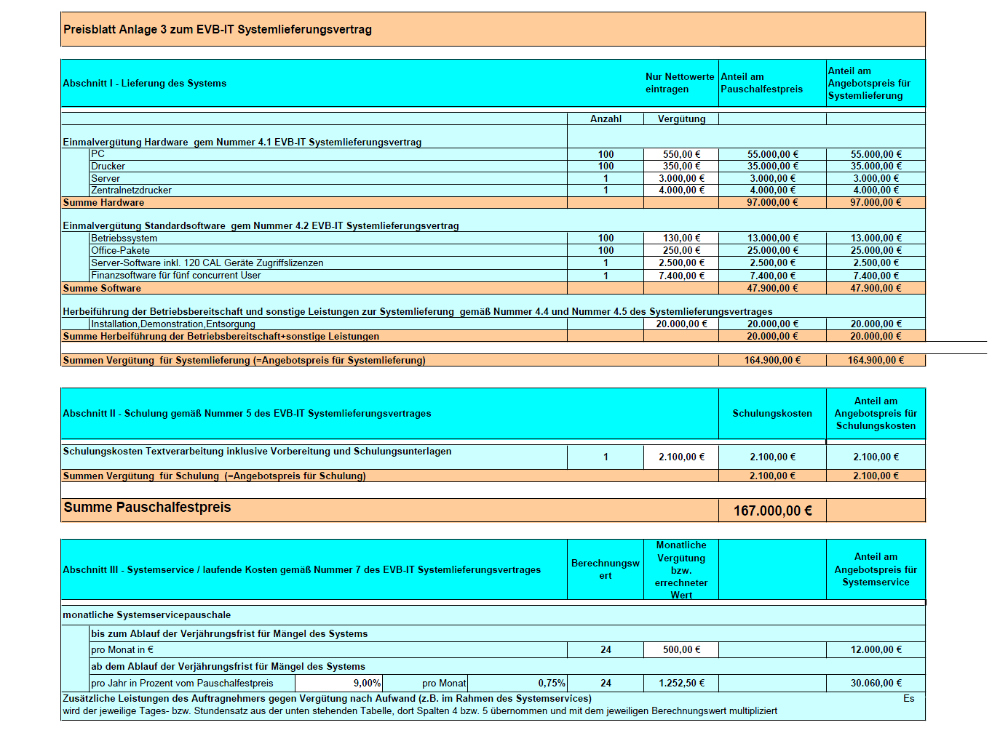 Preisblatt Anlage 3 zum EVB-IT Systemlieferungsvertrag
Abschnitt I - Lieferung des Systems
Nur Nettowerte eintragen
Anteil am Pauschalfestpreis
Anteil am Angebotspreis für Systemlieferung
Anzahl Vergütung
Einmalvergütung Hardware gem Nummer 4.1 EVB-IT Systemlieferungsvertrag
PC 100 550,00 € 55.000,00 € 55.000,00 €
Drucker 100 350,00 € 35.000,00 € 35.000,00 €
Server 1 3.000,00 € 3.000,00 € 3.000,00 €
Zentralnetzdrucker 1 4.000,00 € 4.000,00 € 4.000,00 €
Summe Hardware 97.000,00 € 97.000,00 €
Einmalvergütung Standardsoftware gem Nummer 4.2 EVB-IT Systemlieferungsvertrag
Betriebssystem 100 130,00 € 13.000,00 € 13.000,00 €
Office-Pakete 100 250,00 € 25.000,00 € 25.000,00 €
Server-Software inkl. 120 CAL Geräte Zugriffslizenzen 1 2.500,00 € 2.500,00 € 2.500,00 €
Finanzsoftware für fünf concurrent User 1 7.400,00 € 7.400,00 € 7.400,00 €
Summe Software 47.900,00 € 47.900,00 €
Herbeiführung der Betriebsbereitschaft und sonstige Leistungen zur Systemlieferung gemäß Nummer 4.4 und Nummer 4.5 des Systemlieferungsvertrages
Installation,Demonstration,Entsorgung 20.000,00 € 20.000,00 € 20.000,00 €
Summe Herbeiführung der Betriebsbereitschaft+sonstige Leistungen 20.000,00 € 20.000,00 €
Summen Vergütung für Systemlieferung (=Angebotspreis für Systemlieferung) 164.900,00 € 164.900,00 €
Abschnitt II - Schulung gemäß Nummer 5 des EVB-IT Systemlieferungsvertrages
Schulungskosten
Anteil am Angebotspreis für Schulungskosten
Schulungskosten Textverarbeitung inklusive Vorbereitung und Schulungsunterlagen 1 2.100,00 € 2.100,00 € 2.100,00 €
Summen Vergütung für Schulung (=Angebotspreis für Schulung) 2.100,00 € 2.100,00 €
Summe Pauschalfestpreis 167.000,00 €
Abschnitt III - Systemservice / laufende Kosten gemäß Nummer 7 des EVB-IT Systemlieferungsvertrages
Berechnungswert
Monatliche Vergütung bzw. errechneter Wert
Anteil am Angebotspreis für Systemservice
monatliche Systemservicepauschale
bis zum Ablauf der Verjährungsfrist für Mängel des Systems
pro Monat in € 24 500,00 € 12.000,00 €
ab dem Ablauf der Verjährungsfrist für Mängel des Systems
pro Jahr in Prozent vom Pauschalfestpreis 9,00% pro Monat 0,75% 24 1.252,50 € 30.060,00 €
Zusätzliche Leistungen des Auftragnehmers gegen Vergütung nach Aufwand (z.B. im Rahmen des Systemservices) Es
wird der jeweilige Tages- bzw. Stundensatz aus der unten stehenden Tabelle, dort Spalten 4 bzw. 5 übernommen und mit dem jeweiligen Berechnungswert multipliziert